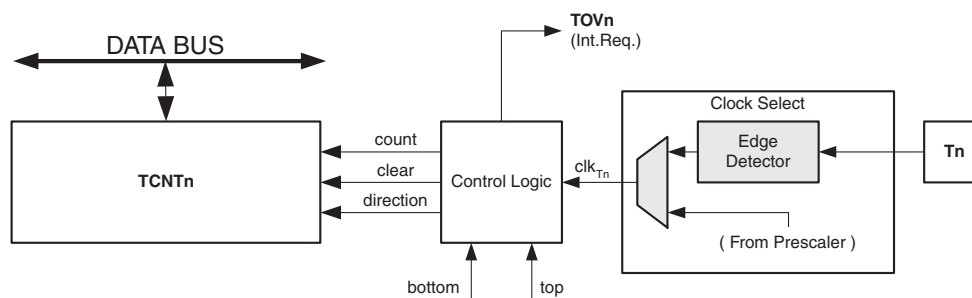 TOVn
(Int.Req.)
DATA BUS
Clock Select
count
Edge
Detector
Tn
TCNTn
clear
Control Logic
clkTn
direction
( From Prescaler )
bottom
top